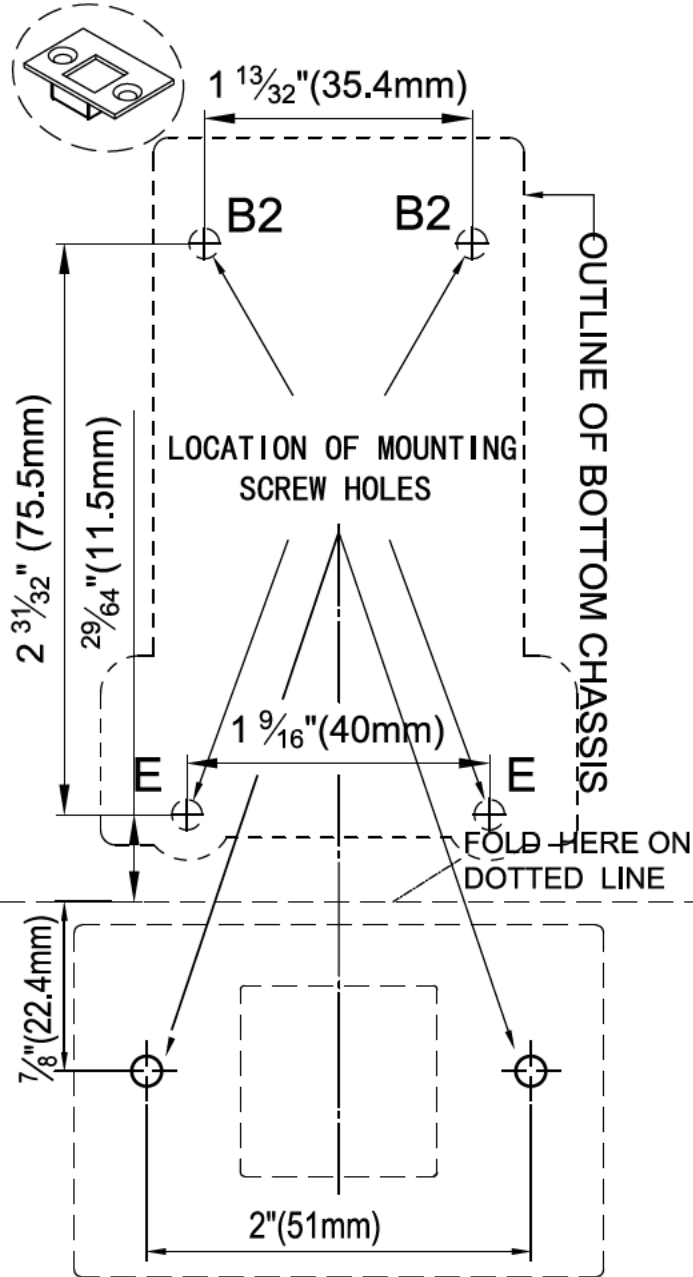 1 13/32"(35.4mm)
B2
B2
OUTLINE OF BOTTOM CHASSIS
2 31/32" (75.5mm)
29/64"(11.5mm)
LOCATION OF MOUNTING
SCREW HOLES
1 9/16"(40mm)
E
E
FOLD HERE ON
DOTTED LINE
7/8"(22.4mm)
2"(51mm)